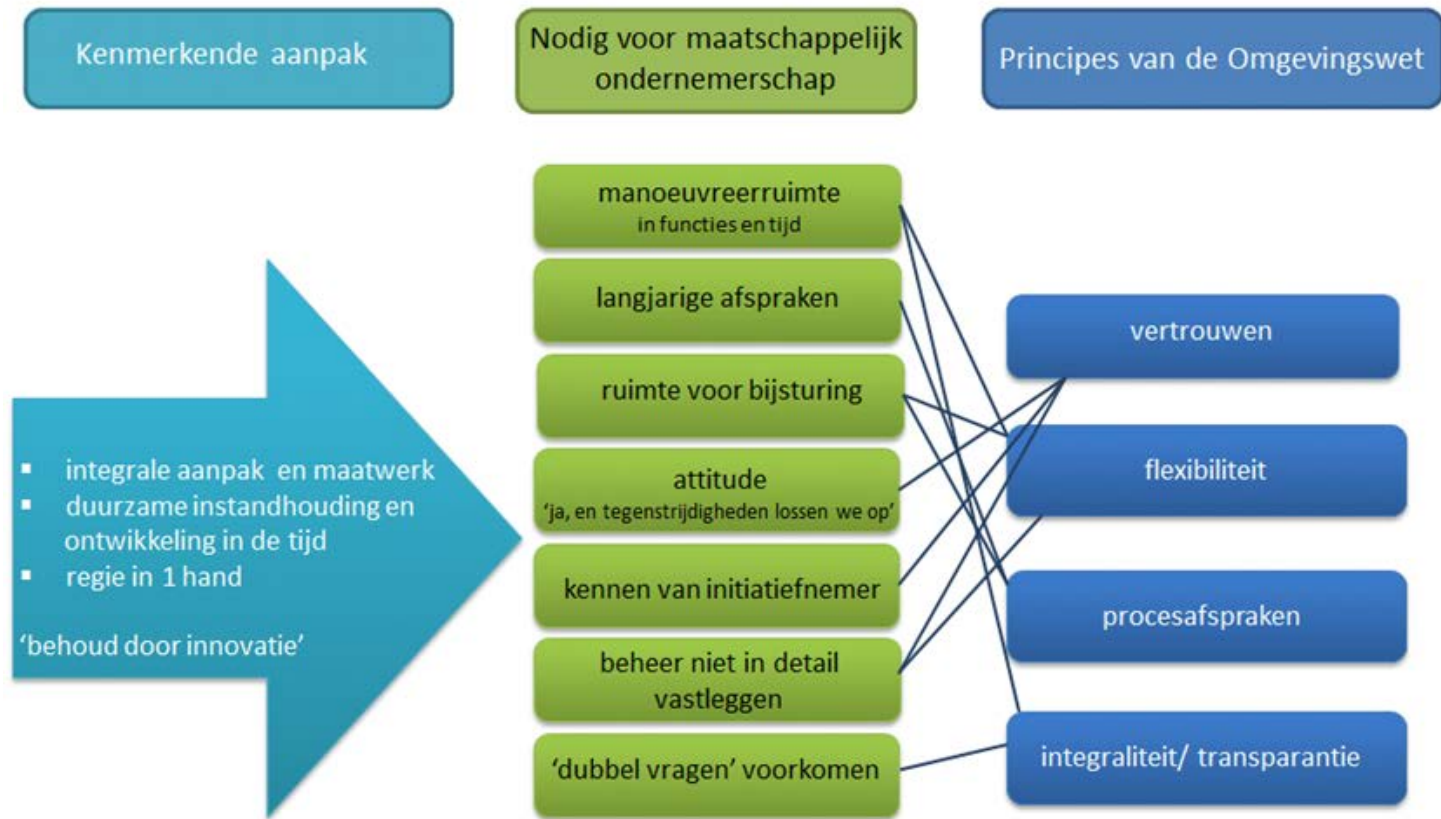 Kenmerkende aanpak
Nodig voor maatschappelijk
ondernemerschap
Principes van de Omgevingswet
▪ integrale aanpak en maatwerk
▪ duurzame instandhouding en
ontwikkeling in de tijd
▪ regie in 1 hand
‘behoud door innovatie’
manoeuvreerruimte
in functies en tijd
langjarige afspraken
ruimte voor bijsturing
attitude
‘ja, en tegenstrijdigheden lossen we op’
kennen van initiatiefnemer
beheer niet in detail
vastleggen
‘dubbel vragen’ voorkomen
vertrouwen
flexibiliteit
procesafspraken
integraliteit/ transparantie